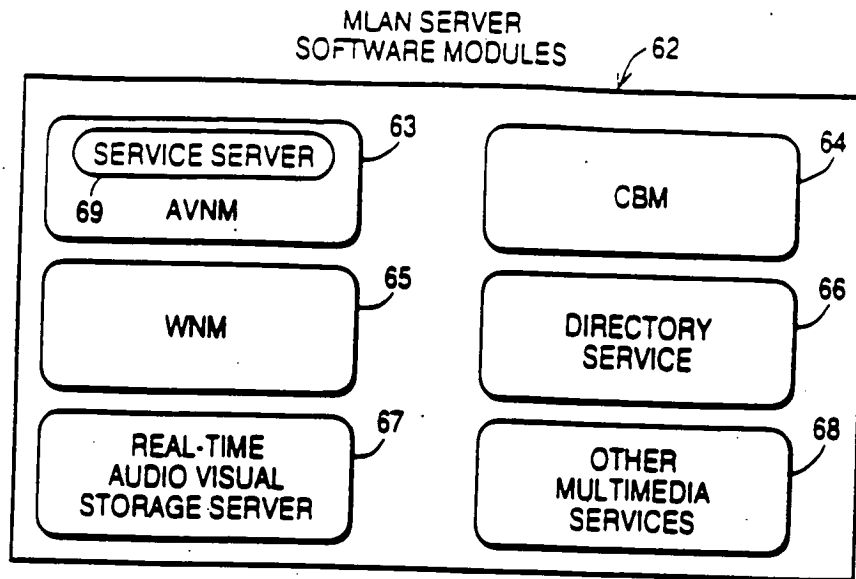 MLAN SERVER
SOFTWARE MODULES
62
SERVICE SERVER
63
69
AVNM
CBM
64
WNM
65
DIRECTORY
SERVICE
66
REAL-TIME
AUDIO VISUAL
STORAGE SERVER
67
OTHER
MULTIMEDIA
SERVICES
68